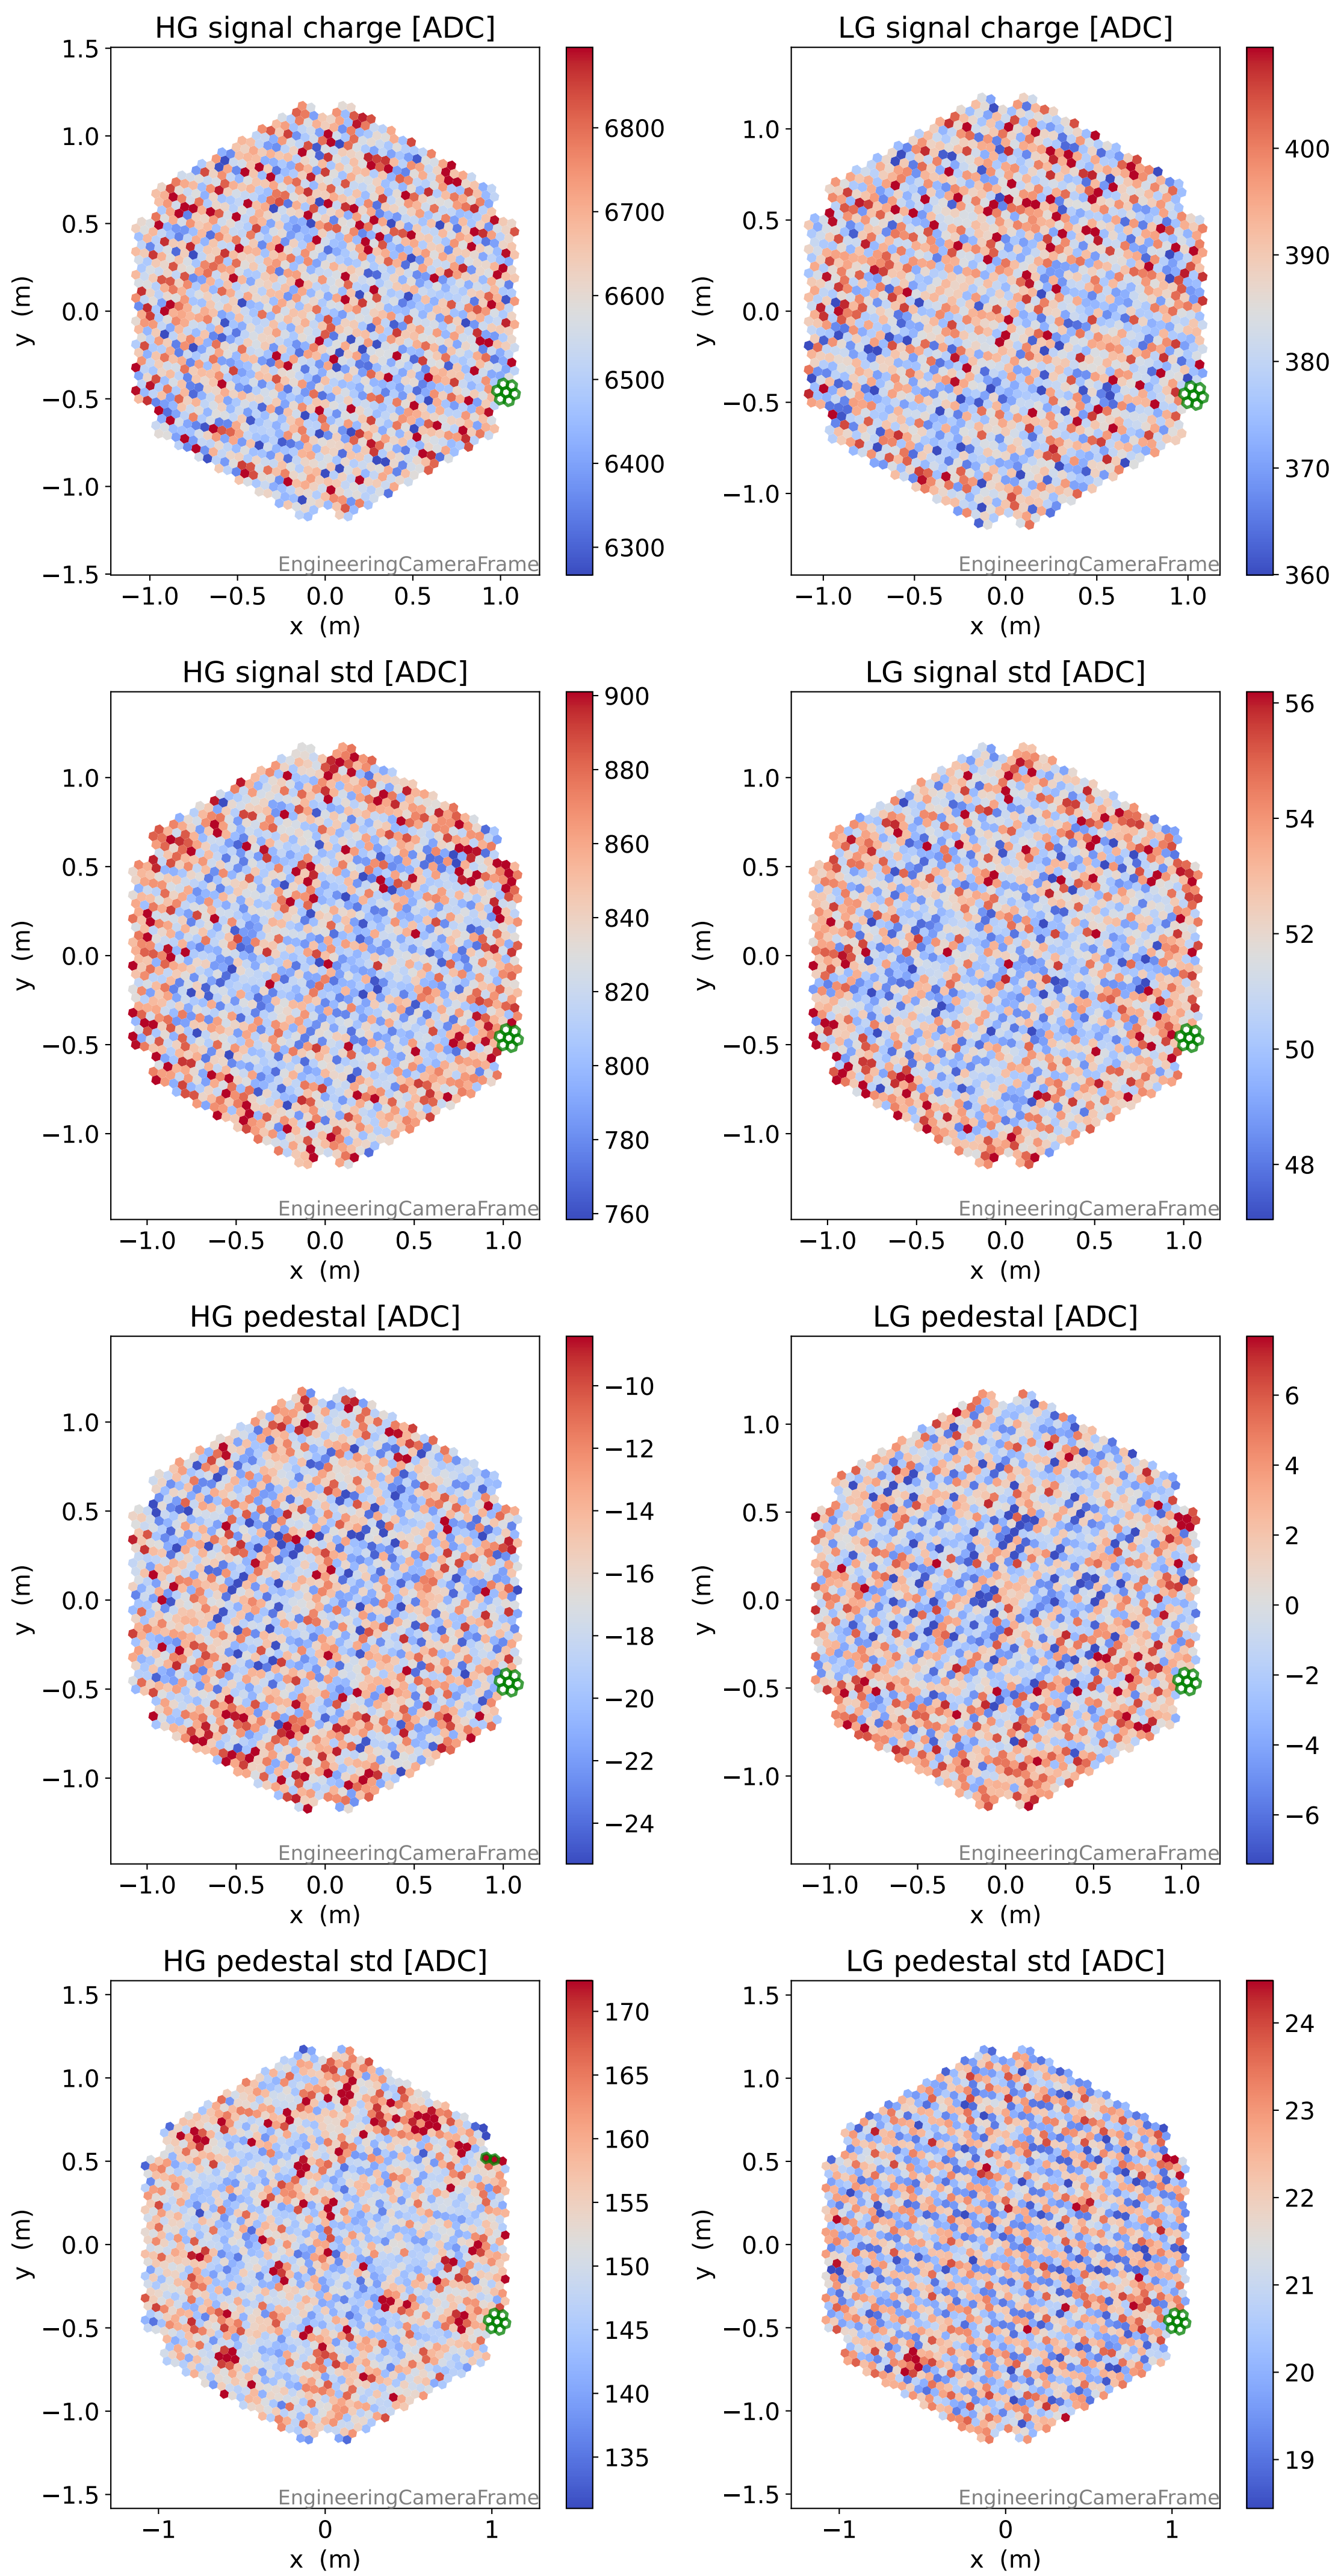 HG signal charge [ADC]
1.5
1.0
0.5
0.0
−0.5
−1.0
−1.5
y (m)
−1.0 −0.5 0.0 0.5 1.0
x (m)
EngineeringCameraFrame
6800
6700
6600
6500
6400
6300
LG signal charge [ADC]
1.0
0.5
0.0
−0.5
−1.0
y (m)
−1.0 −0.5 0.0 0.5 1.0
x (m)
EngineeringCameraFrame
400
390
380
370
360
HG signal std [ADC]
1.0
0.5
0.0
−0.5
−1.0
y (m)
−1.0 −0.5 0.0 0.5 1.0
x (m)
EngineeringCameraFrame
900
880
860
840
820
800
780
760
LG signal std [ADC]
1.0
0.5
0.0
−0.5
−1.0
y (m)
−1.0 −0.5 0.0 0.5 1.0
x (m)
EngineeringCameraFrame
56
54
52
50
48
HG pedestal [ADC]
1.0
0.5
0.0
−0.5
−1.0
y (m)
−1.0 −0.5 0.0 0.5 1.0
x (m)
EngineeringCameraFrame
−10
−12
−14
−16
−18
−20
−22
−24
LG pedestal [ADC]
1.0
0.5
0.0
−0.5
−1.0
y (m)
−1.0 −0.5 0.0 0.5 1.0
x (m)
EngineeringCameraFrame
6
4
2
0
−2
−4
−6
HG pedestal std [ADC]
1.5
1.0
0.5
0.0
−0.5
−1.0
−1.5
y (m)
−1 0 1
x (m)
EngineeringCameraFrame
170
165
160
155
150
145
140
135
LG pedestal std [ADC]
1.5
1.0
0.5
0.0
−0.5
−1.0
−1.5
y (m)
−1 0 1
x (m)
EngineeringCameraFrame
24
23
22
21
20
19